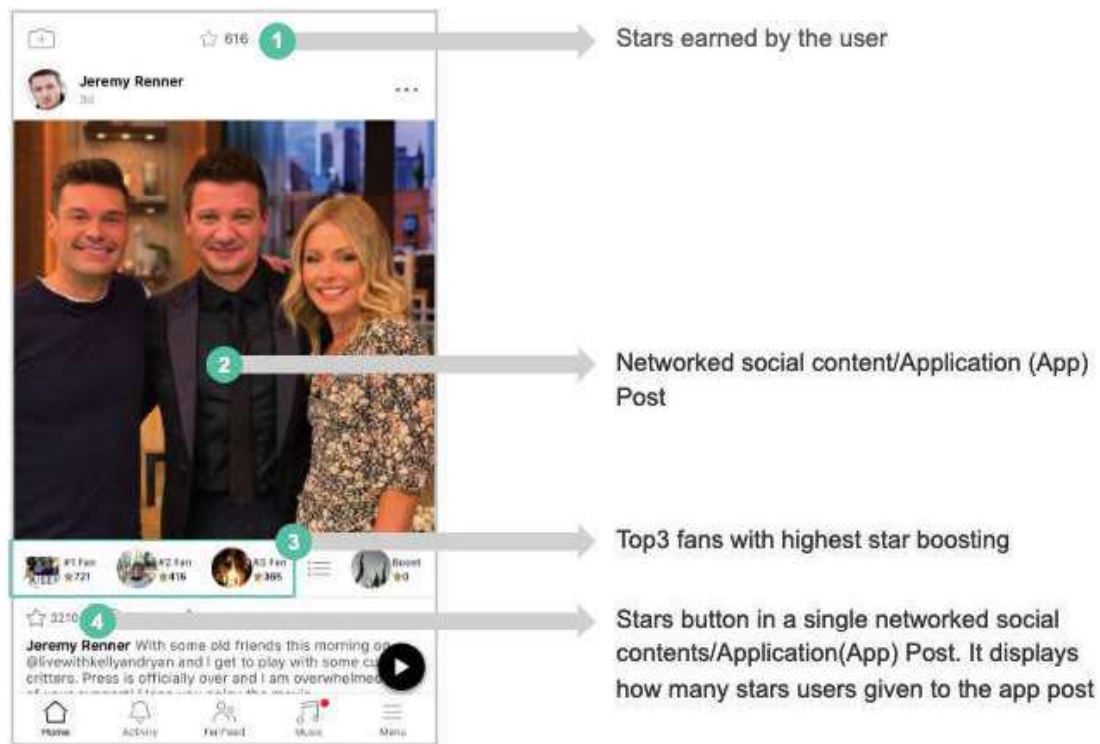 616
1
Stars earned by the user
Jeremy Renner
3d
2
Networked social content/Application (App)
Post
3
Top3 fans with highest star boosting
#1 Fan
721
#2 Fan
416
#3 Fan
365
Boost
0
4
Stars button in a single networked social
contents/Application(App) Post. It displays
how many stars users given to the app post
Jeremy Renner With some old friends this morning on
@livewithkellyandryan and I get to play with some
critters. Press is officially over and I am overwhelmed
Home
Activity
FanFeed
Music
Menu